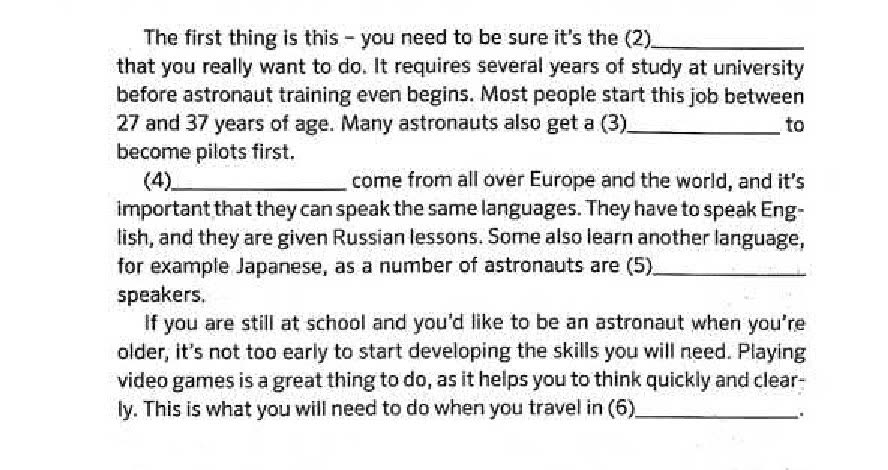 The first thing is this – you need to be sure it's the (2)______________
that you really want to do. It requires several years of study at university
before astronaut training even begins. Most people start this job between
27 and 37 years of age. Many astronauts also get a (3)______________ to
become pilots first.
(4)________________ come from all over Europe and the world, and it's
important that they can speak the same languages. They have to speak Eng-
lish, and they are given Russian lessons. Some also learn another language,
for example Japanese, as a number of astronauts are (5)______________
speakers.
If you are still at school and you'd like to be an astronaut when you're
older, it's not too early to start developing the skills you will need. Playing
video games is a great thing to do, as it helps you to think quickly and clear-
ly. This is what you will need to do when you travel in (6)________________.